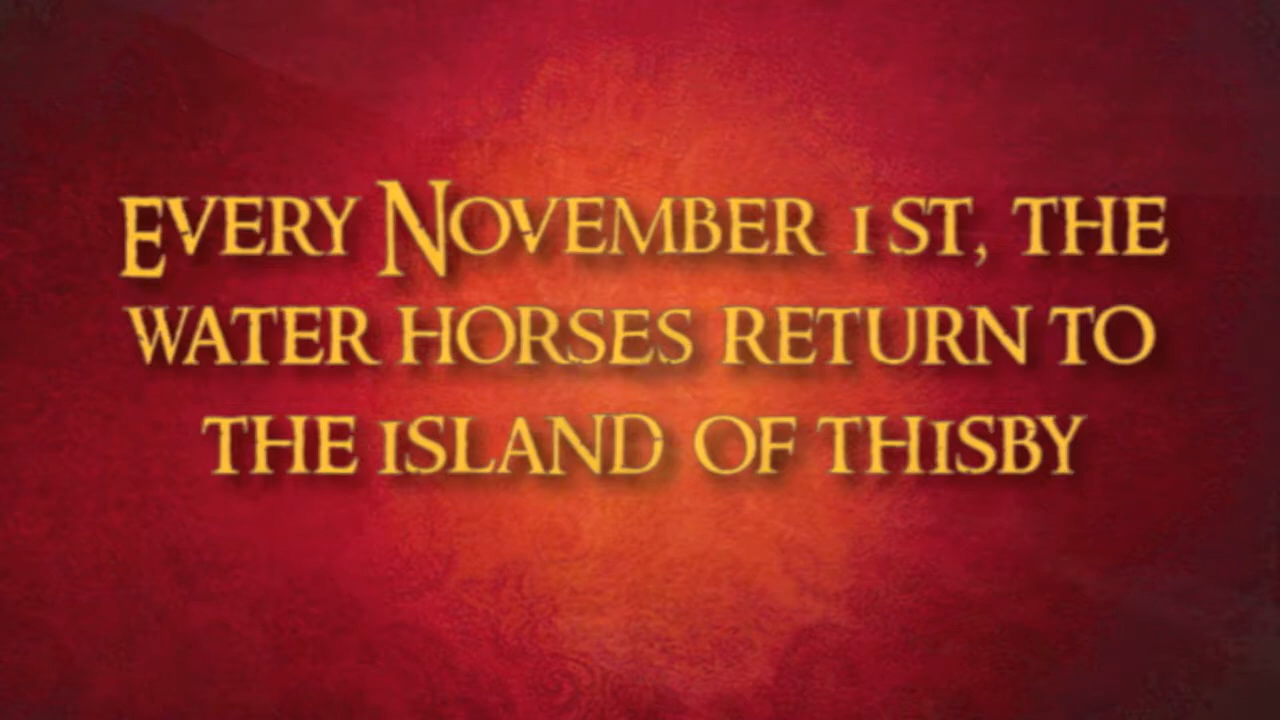 Every November 1st, the
water horses return to
the island of Thisby